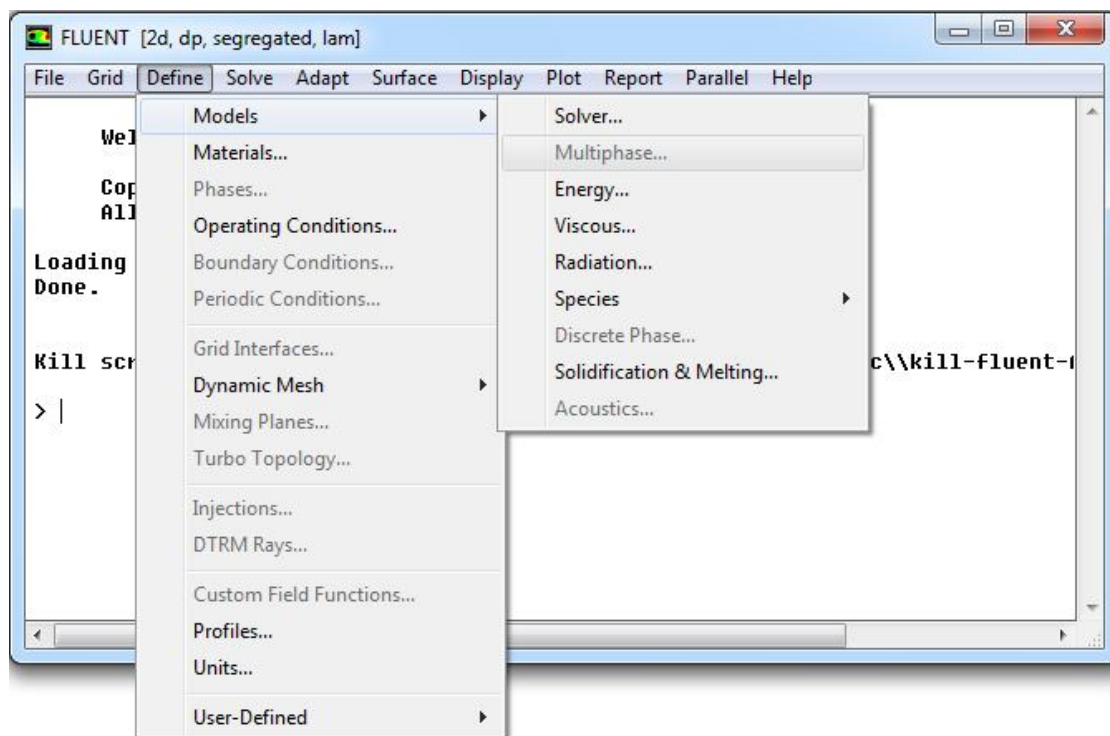 FLUENT [2d, dp, segregated, lam]
File Grid Define Solve Adapt Surface Display Plot Report Parallel Help
Models
Materials...
Phases...
Operating Conditions...
Boundary Conditions...
Periodic Conditions...
Grid Interfaces...
Dynamic Mesh
Mixing Planes...
Turbo Topology...
Injections...
DTRM Rays...
Custom Field Functions...
Profiles...
Units...
User-Defined
Solver...
Multiphase...
Energy...
Viscous...
Radiation...
Species
Discrete Phase...
Solidification & Melting...
Acoustics...
Wel
Cop
All
Loading
Done.
Kill scr c\\kill-fluent-
>